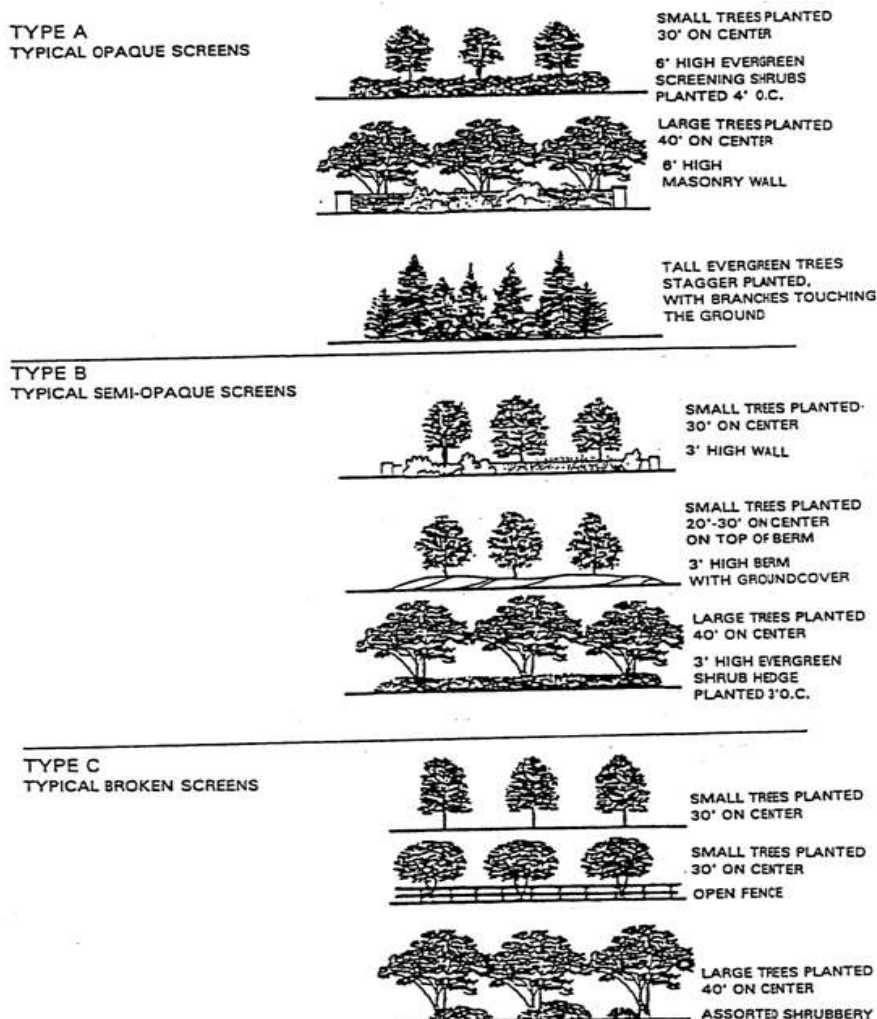 TYPE A
TYPICAL OPAQUE SCREENS
SMALL TREES PLANTED
30' ON CENTER
6' HIGH EVERGREEN
SCREENING SHRUBS
PLANTED 4' O.C.
LARGE TREES PLANTED
40' ON CENTER
6' HIGH
MASONRY WALL
TALL EVERGREEN TREES
STAGGER PLANTED,
WITH BRANCHES TOUCHING
THE GROUND
TYPE B
TYPICAL SEMI-OPAQUE SCREENS
SMALL TREES PLANTED
30' ON CENTER
3' HIGH WALL
SMALL TREES PLANTED
20'-30' ON CENTER
ON TOP OF BERM
3' HIGH BERM
WITH GROUNDCOVER
LARGE TREES PLANTED
40' ON CENTER
3' HIGH EVERGREEN
SHRUB HEDGE
PLANTED 3' O.C.
TYPE C
TYPICAL BROKEN SCREENS
SMALL TREES PLANTED
30' ON CENTER
SMALL TREES PLANTED
30' ON CENTER
OPEN FENCE
LARGE TREES PLANTED
40' ON CENTER
ASSORTED SHRUBBERY